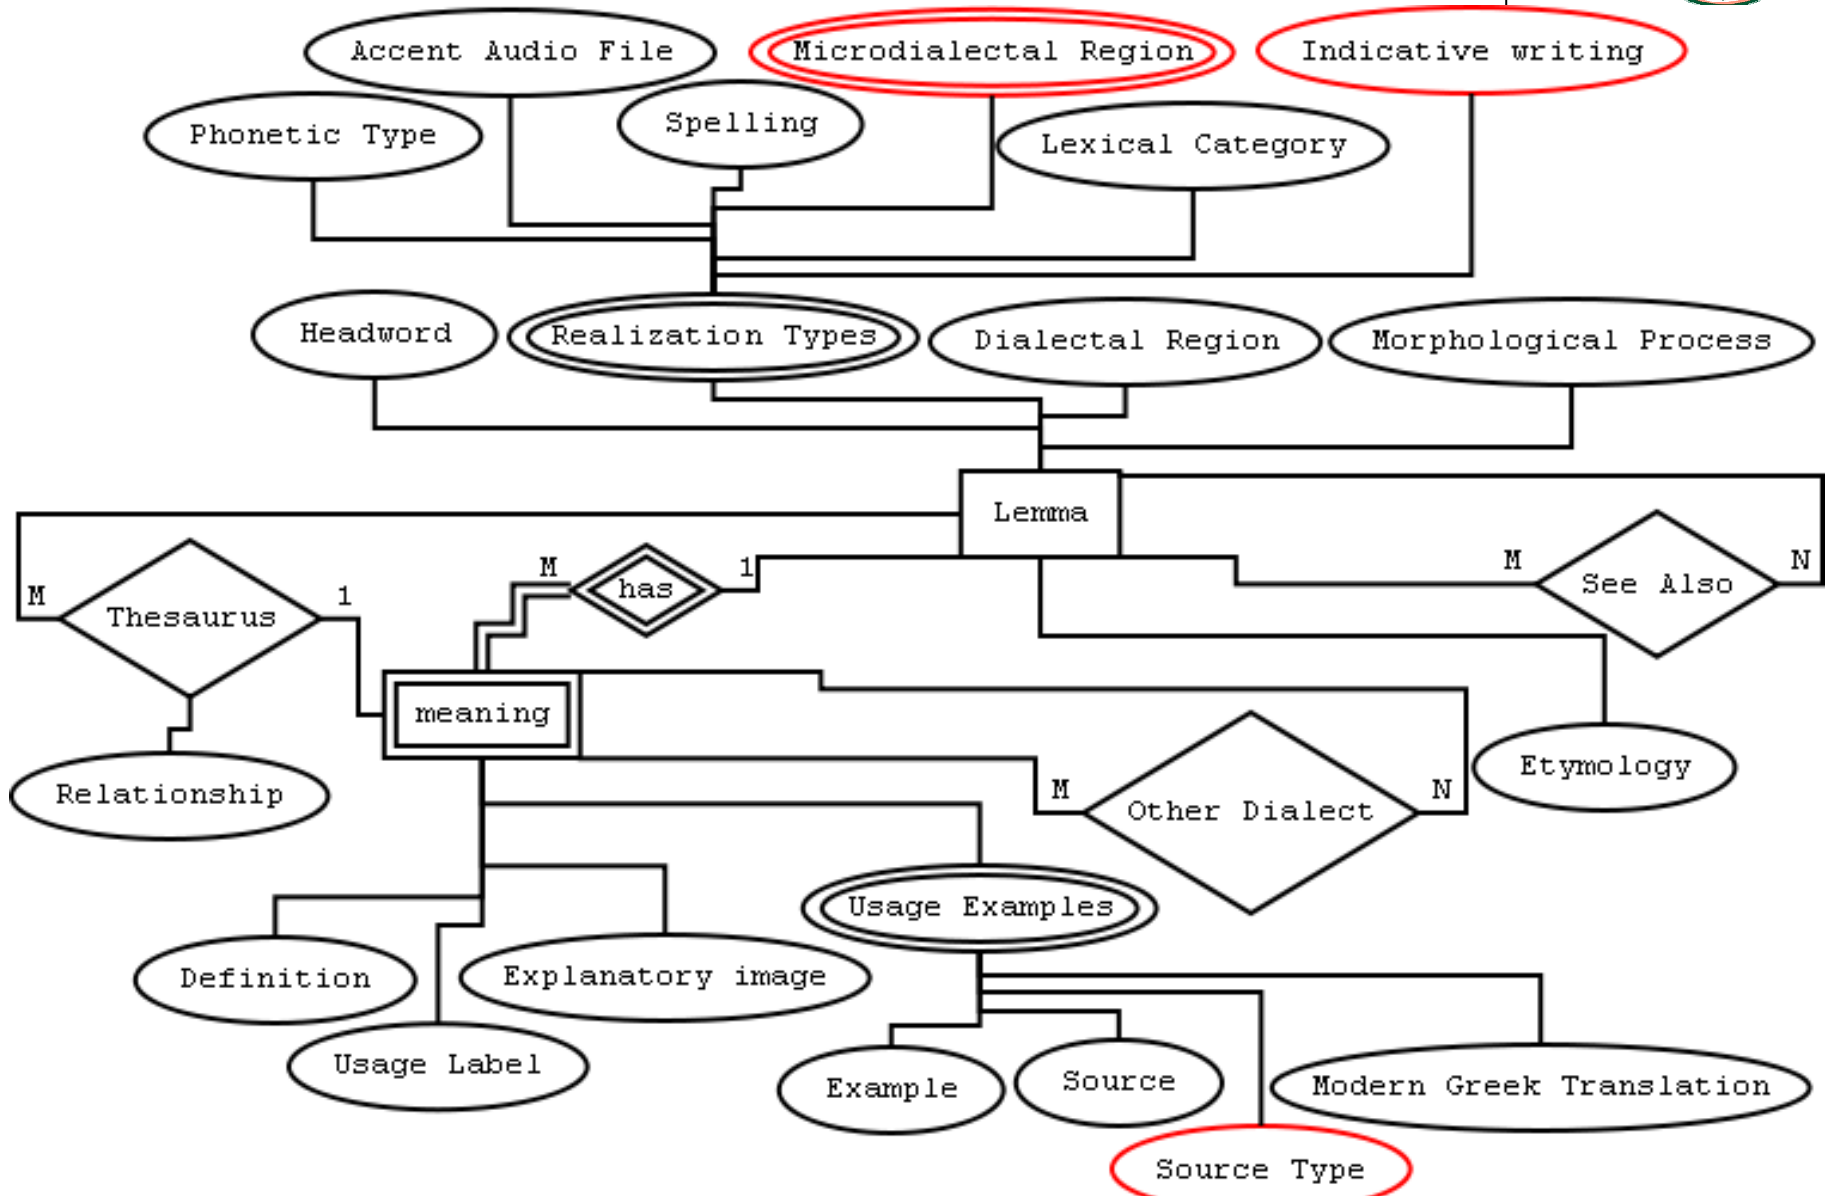 Accent Audio File
Microdialectal Region
Indicative writing
Phonetic Type
Spelling
Lexical Category
Headword
Realization Types
Dialectal Region
Morphological Process
Lemma
M
has
1
M
See Also
N
M
Thesaurus
1
meaning
Relationship
M
Other Dialect
N
Etymology
Usage Examples
Definition
Explanatory image
Usage Label
Example
Source
Modern Greek Translation
Source Type